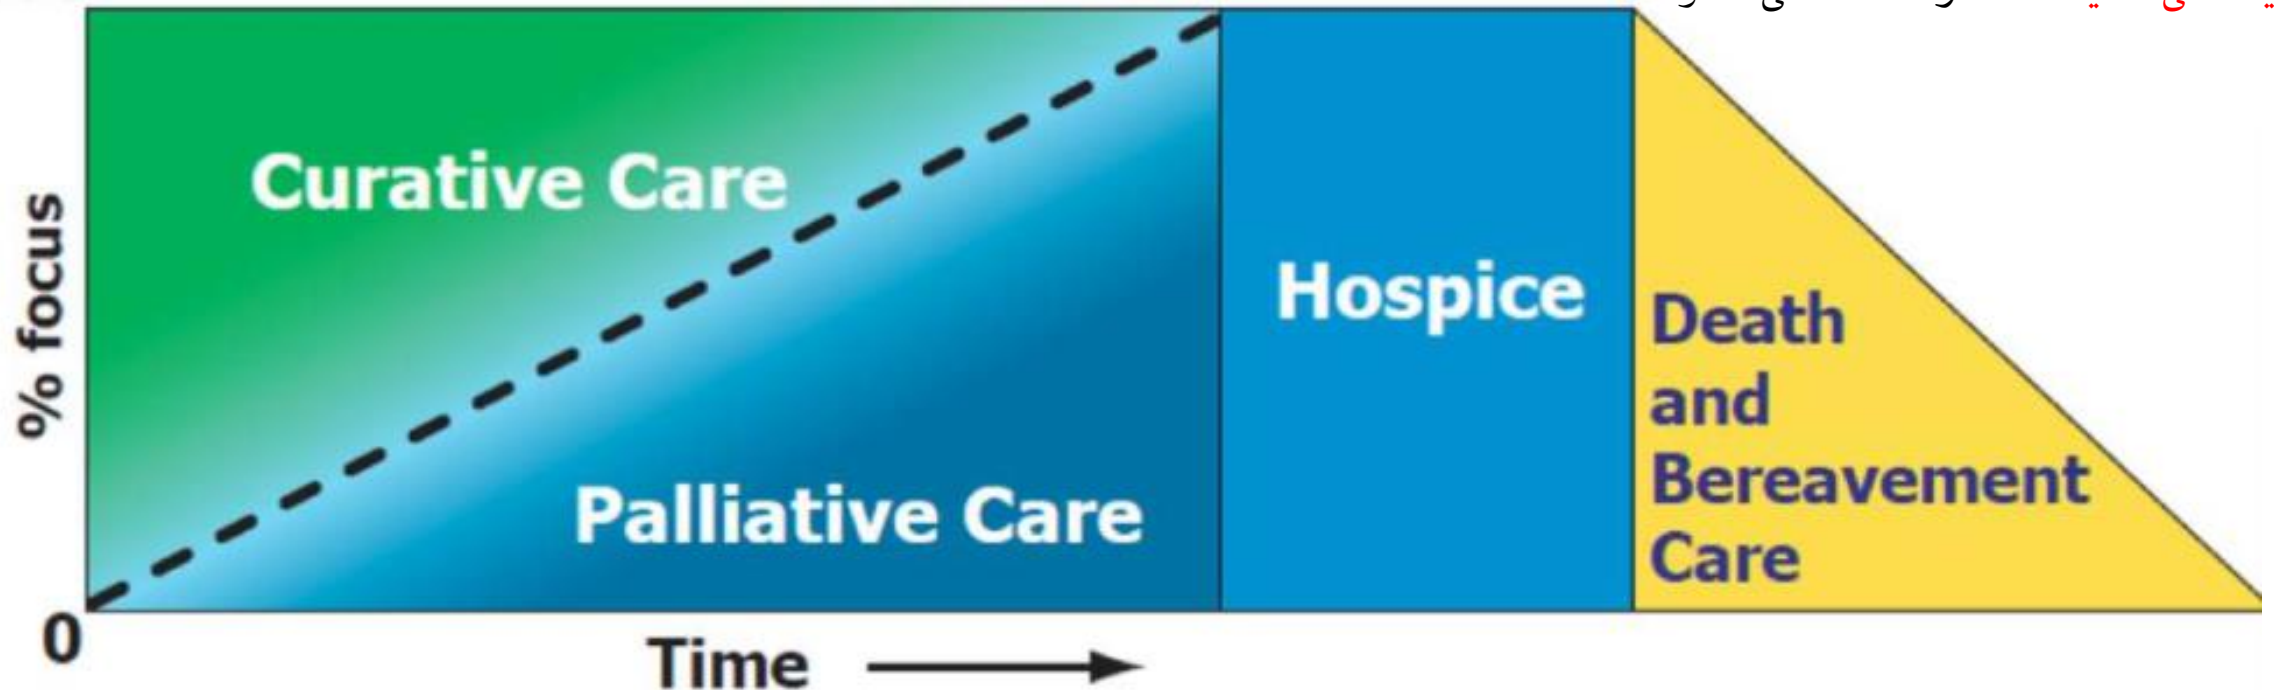 Curative Care
% focus
Hospice
Death
and
Bereavement
Care
Palliative Care
0
Time